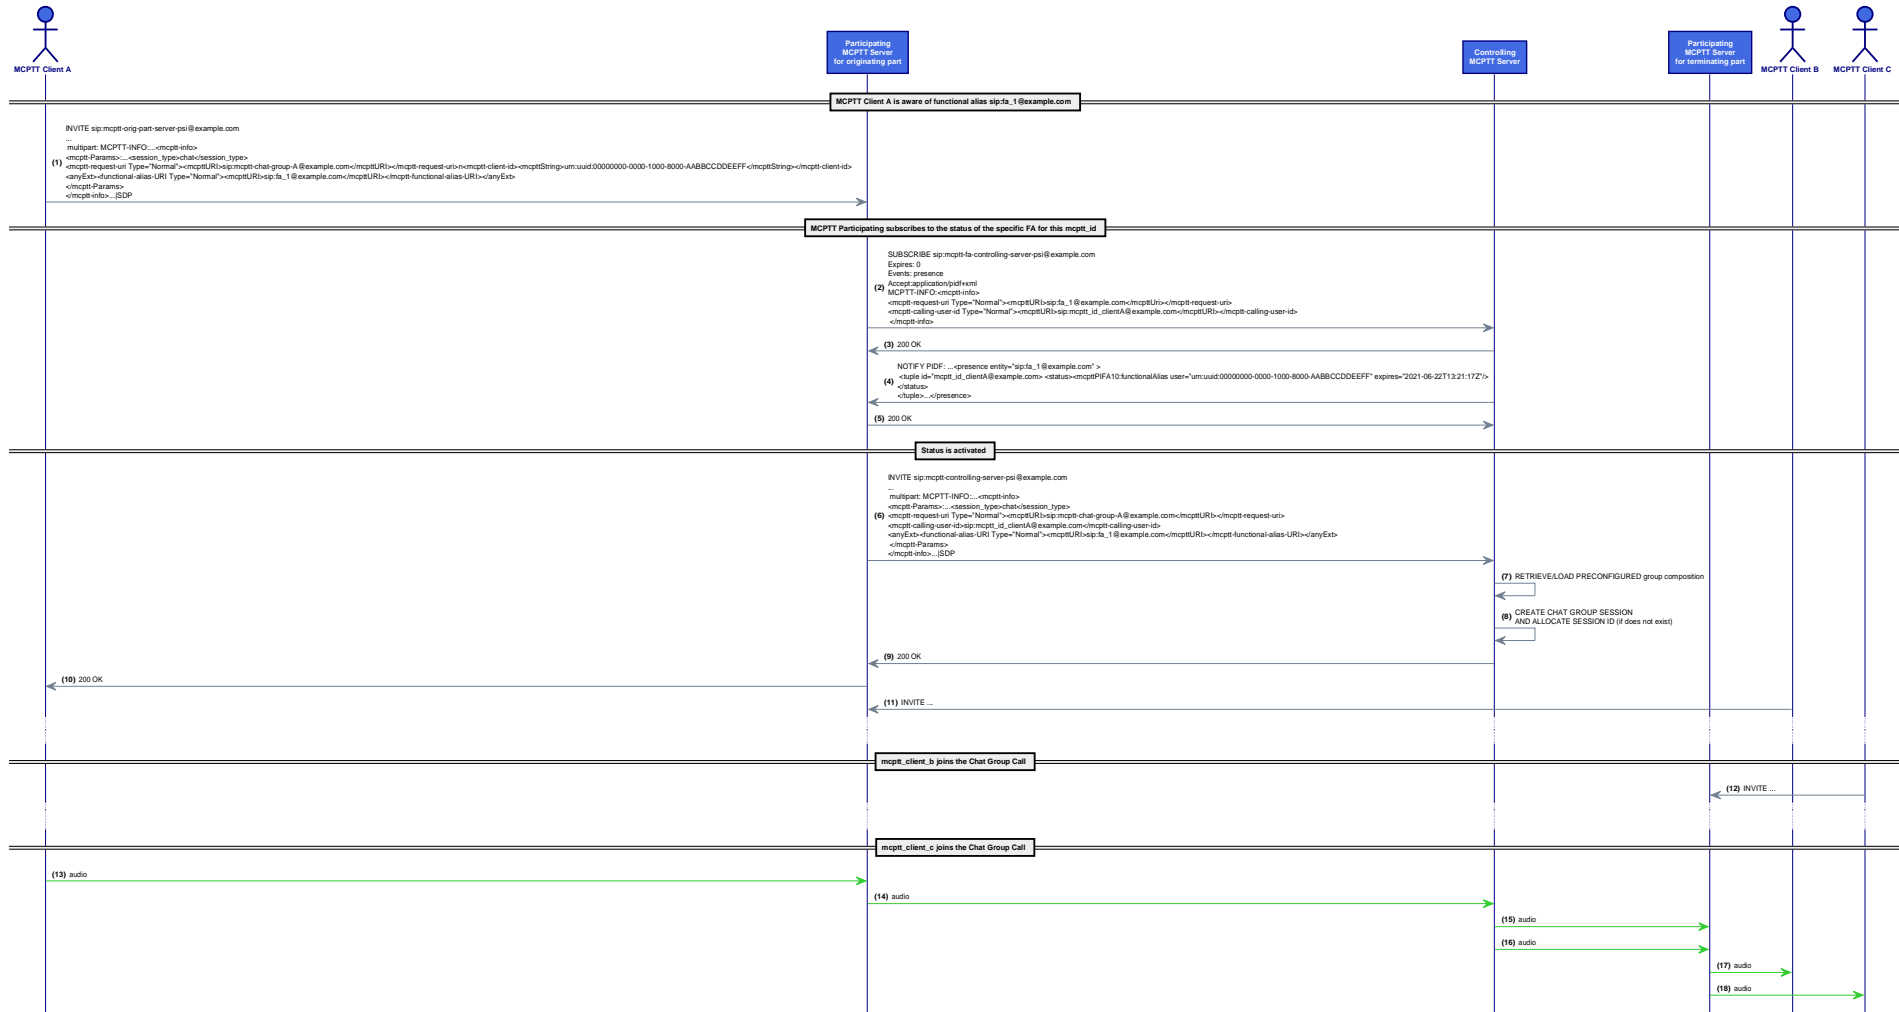 MCPTT Client A
Participating
MCPTT Server
for originating part
Controlling
MCPTT Server
Participating
MCPTT Server
for terminating part
MCPTT Client B
MCPTT Client C
MCPTT Client A is aware of functional alias sip:fa_1@example.com
INVITE sip:mcptt-orig-part-server-psi@example.com
...
multipart: MCPTT-INFO:...<mcptt-info>
<mcptt-Params>:...<session_type>chat</session_type>
(1) <mcptt-request-uri Type="Normal"><mcpttURI>sip:mcptt-chat-group-A@example.com</mcpttURI></mcptt-request-uri>n<mcptt-client-id><mcpttString>urn:uuid:00000000-0000-1000-8000-AABBCCDDEEFF</mcpttString></mcptt-client-id>
<anyExt><functional-alias-URI Type="Normal"><mcpttURI>sip:fa_1@example.com</mcpttURI></mcptt-functional-alias-URI></anyExt>
</mcptt-Params>
</mcptt-info>...|SDP
MCPTT Participating subscribes to the status of the specific FA for this mcptt_id
SUBSCRIBE sip:mcptt-fa-controlling-server-psi@example.com
Expires: 0
Events: presence
(2) Accept:application/pidf+xml
MCPTT-INFO:<mcptt-info>
<mcptt-request-uri Type="Normal"><mcpttURI>sip:fa_1@example.com</mcpttUri></mcptt-request-uri>
<mcptt-calling-user-id Type="Normal"><mcpttURI>sip:mcptt_id_clientA@example.com</mcpttURI></mcptt-calling-user-id>
</mcptt-info>
(3) 200 OK
NOTIFY PIDF: ...<presence entity="sip:fa_1@example.com" >
(4) <tuple id="mcptt_id_clientA@example.com> <status><mcpttPIFA10:functionalAlias user="urn:uuid:00000000-0000-1000-8000-AABBCCDDEEFF" expires="2021-06-22T13:21:17Z"/>
</status>
</tuple>...</presence>
(5) 200 OK
Status is activated
INVITE sip:mcptt-controlling-server-psi@example.com
...
multipart: MCPTT-INFO:...<mcptt-info>
<mcptt-Params>:...<session_type>chat</session_type>
(6) <mcptt-request-uri Type="Normal"><mcpttURI>sip:mcptt-chat-group-A@example.com</mcpttURI></mcptt-request-uri>
<mcptt-calling-user-id>sip:mcptt_id_clientA@example.com</mcptt-calling-user-id>
<anyExt><functional-alias-URI Type="Normal"><mcpttURI>sip:fa_1@example.com</mcpttURI></mcptt-functional-alias-URI></anyExt>
</mcptt-Params>
</mcptt-info>...|SDP
(7) RETRIEVE/LOAD PRECONFIGURED group composition
(8) CREATE CHAT GROUP SESSION
AND ALLOCATE SESSION ID (if does not exist)
(9) 200 OK
(10) 200 OK
(11) INVITE ...
mcptt_client_b joins the Chat Group Call
(12) INVITE ...
mcptt_client_c joins the Chat Group Call
(13) audio
(14) audio
(15) audio
(16) audio
(17) audio
(18) audio